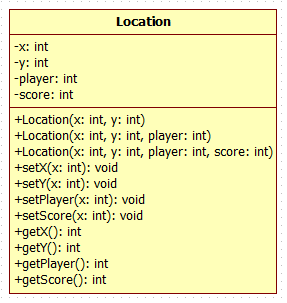 Location
-x: int
-y: int
-player: int
-score: int
+Location(x: int, y: int)
+Location(x: int, y: int, player: int)
+Location(x: int, y: int, player: int, score: int)
+setX(x: int): void
+setY(x: int): void
+setPlayer(x: int): void
+setScore(x: int): void
+getX(): int
+getY(): int
+getPlayer(): int
+getScore(): int